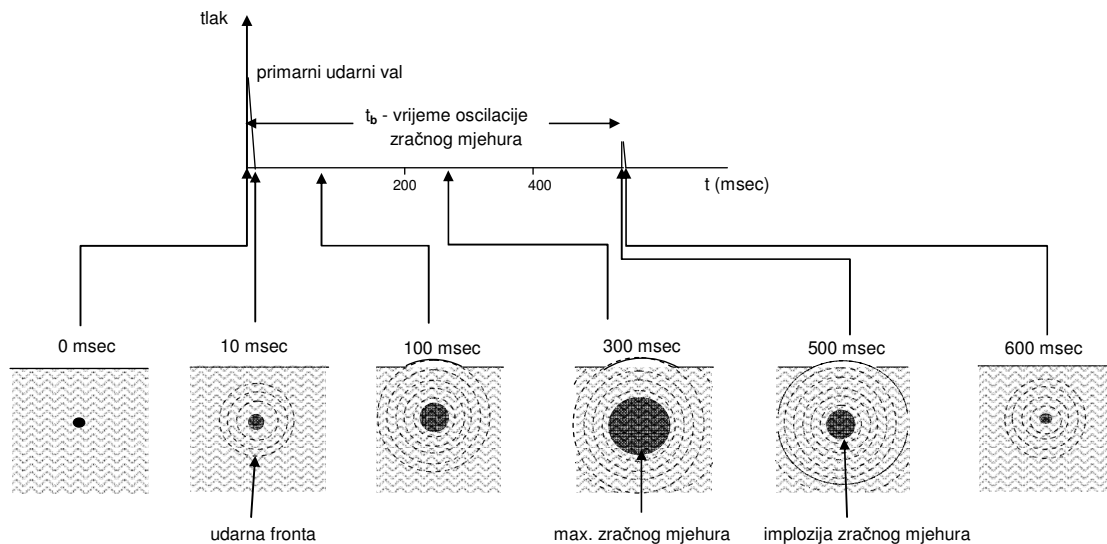 tlak
primarni udarni val
t_b - vrijeme oscilacije
zračnog mjehura
200
400
t (msec)
0 msec
10 msec
100 msec
300 msec
500 msec
600 msec
udarna fronta
max. zračnog mjehura
implozija zračnog mjehura